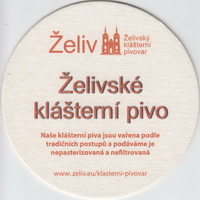 Želiv
Želivský
klášterní
pivovar
Želivské
klášterní pivo
Naše klášterní piva jsou vařena podle
tradičních postupů a podáváme je
nepasterizovaná a nefiltrovaná
www.zeliv.eu/klasterni-pivovar